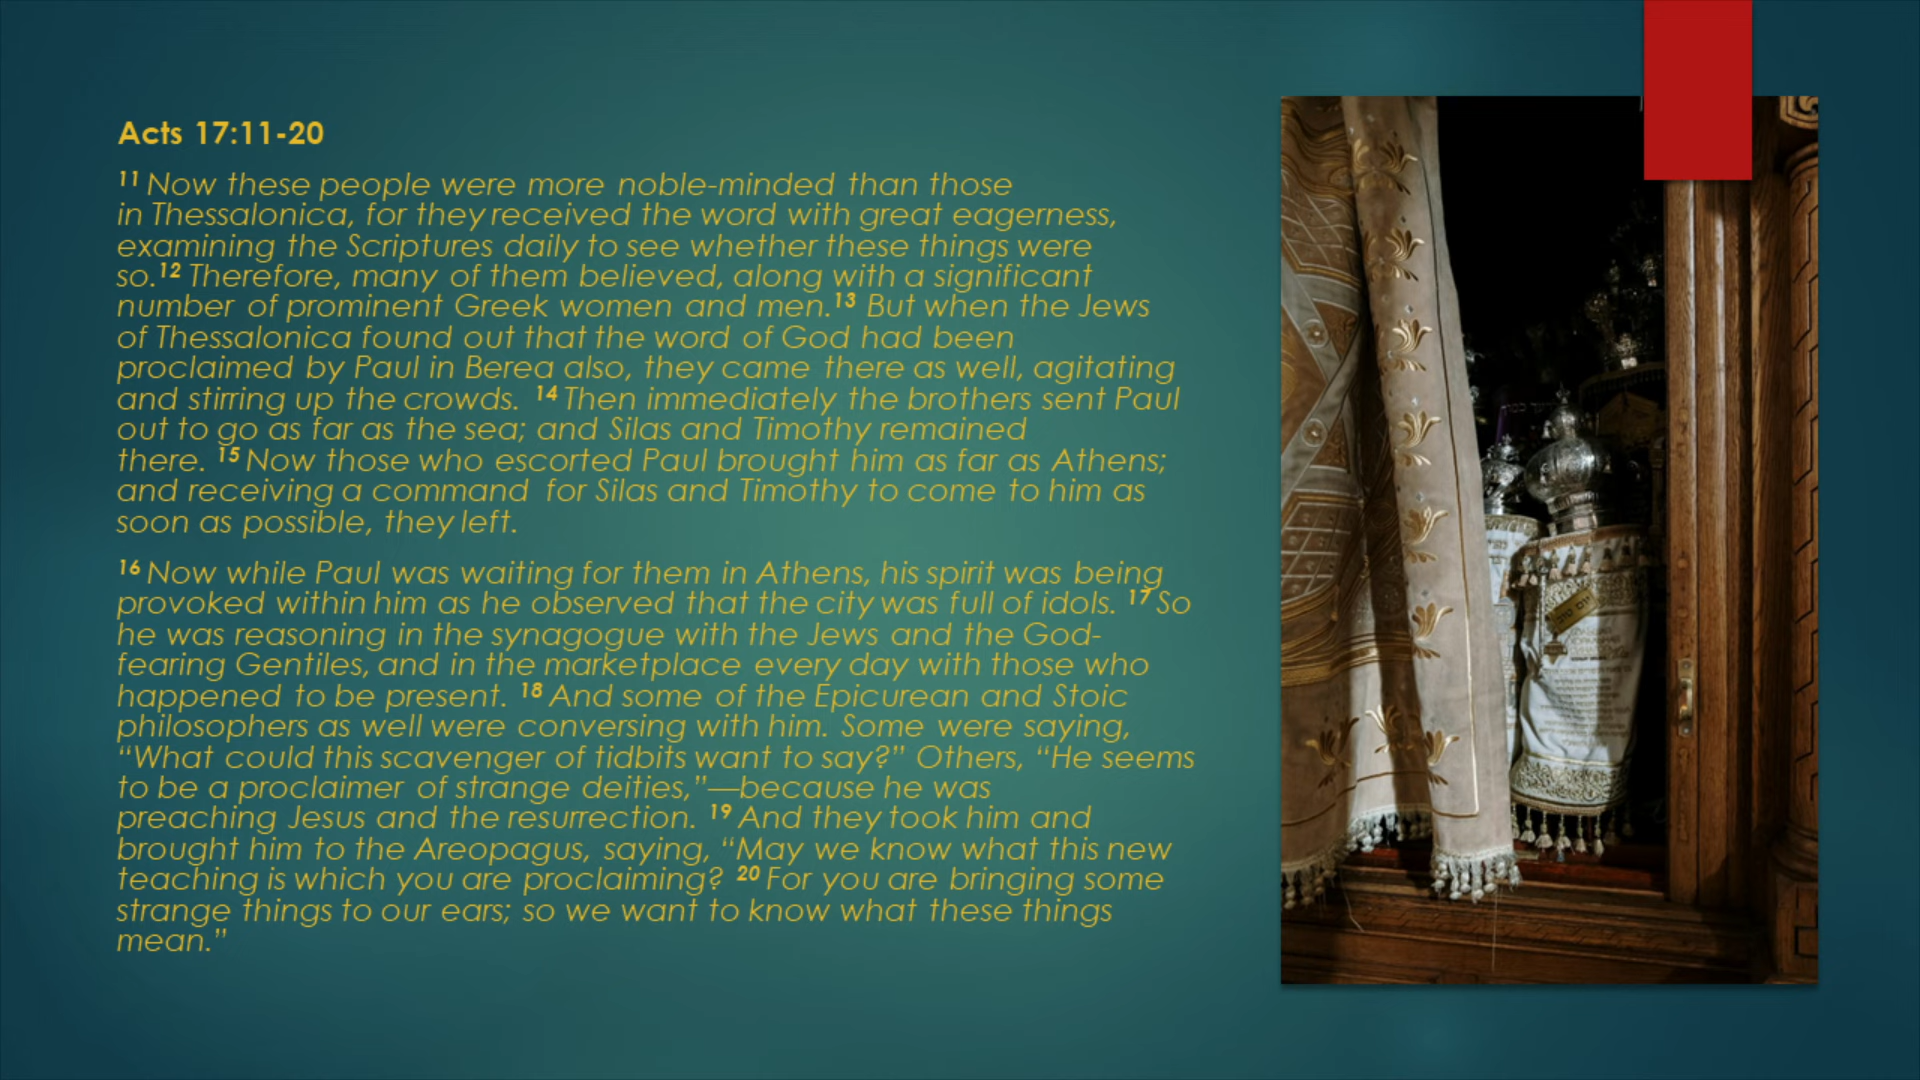 Acts 17:11-20
11 Now these people were more noble-minded than those
in Thessalonica, for they received the word with great eagerness,
examining the Scriptures daily to see whether these things were
so.12 Therefore, many of them believed, along with a significant
number of prominent Greek women and men.13 But when the Jews
of Thessalonica found out that the word of God had been
proclaimed by Paul in Berea also, they came there as well, agitating
and stirring up the crowds. 14 Then immediately the brothers sent Paul
out to go as far as the sea; and Silas and Timothy remained
there. 15 Now those who escorted Paul brought him as far as Athens;
and receiving a command for Silas and Timothy to come to him as
soon as possible, they left.
16 Now while Paul was waiting for them in Athens, his spirit was being
provoked within him as he observed that the city was full of idols. 17 So
he was reasoning in the synagogue with the Jews and the God-
fearing Gentiles, and in the marketplace every day with those who
happened to be present. 18 And some of the Epicurean and Stoic
philosophers as well were conversing with him. Some were saying,
“What could this scavenger of tidbits want to say?” Others, “He seems
to be a proclaimer of strange deities,”—because he was
preaching Jesus and the resurrection. 19 And they took him and
brought him to the Areopagus, saying, “May we know what this new
teaching is which you are proclaiming? 20 For you are bringing some
strange things to our ears; so we want to know what these things
mean.”